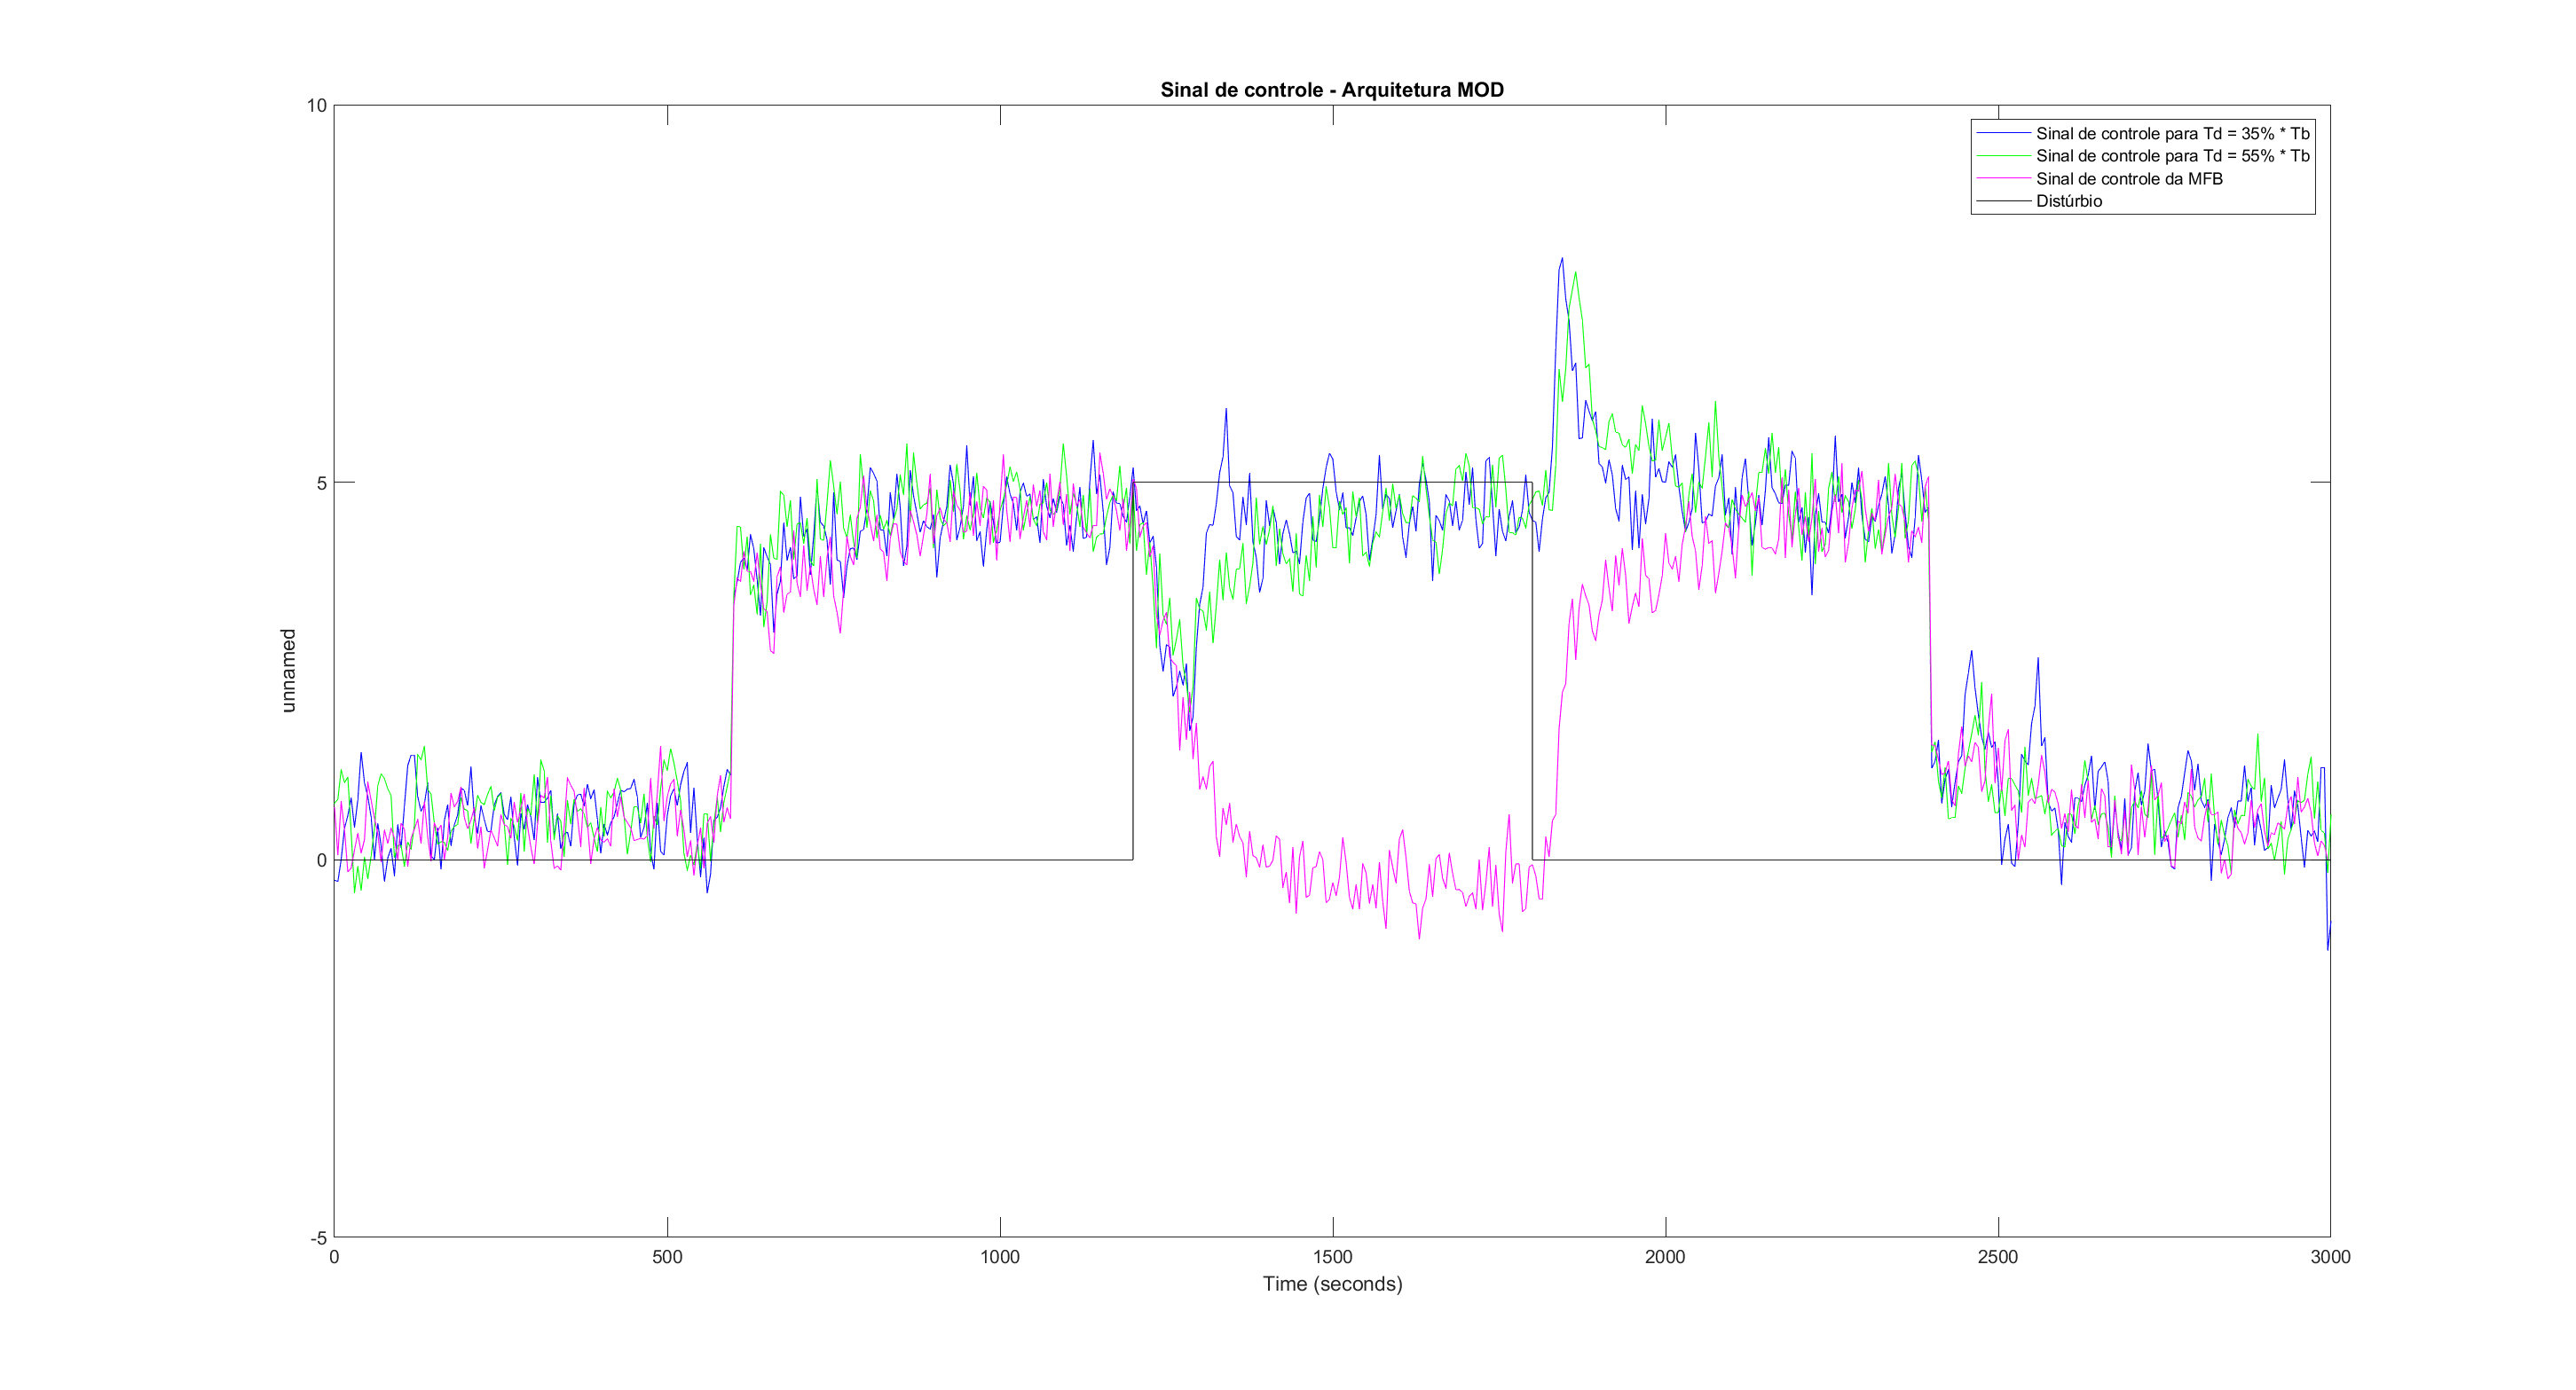 Sinal de controle - Arquitetura MOD
10
5
0
-5
unnamed
Sinal de controle para Td = 35% * Tb
Sinal de controle para Td = 55% * Tb
Sinal de controle da MFB
Distúrbio
0 500 1000 1500 2000 2500 3000
Time (seconds)